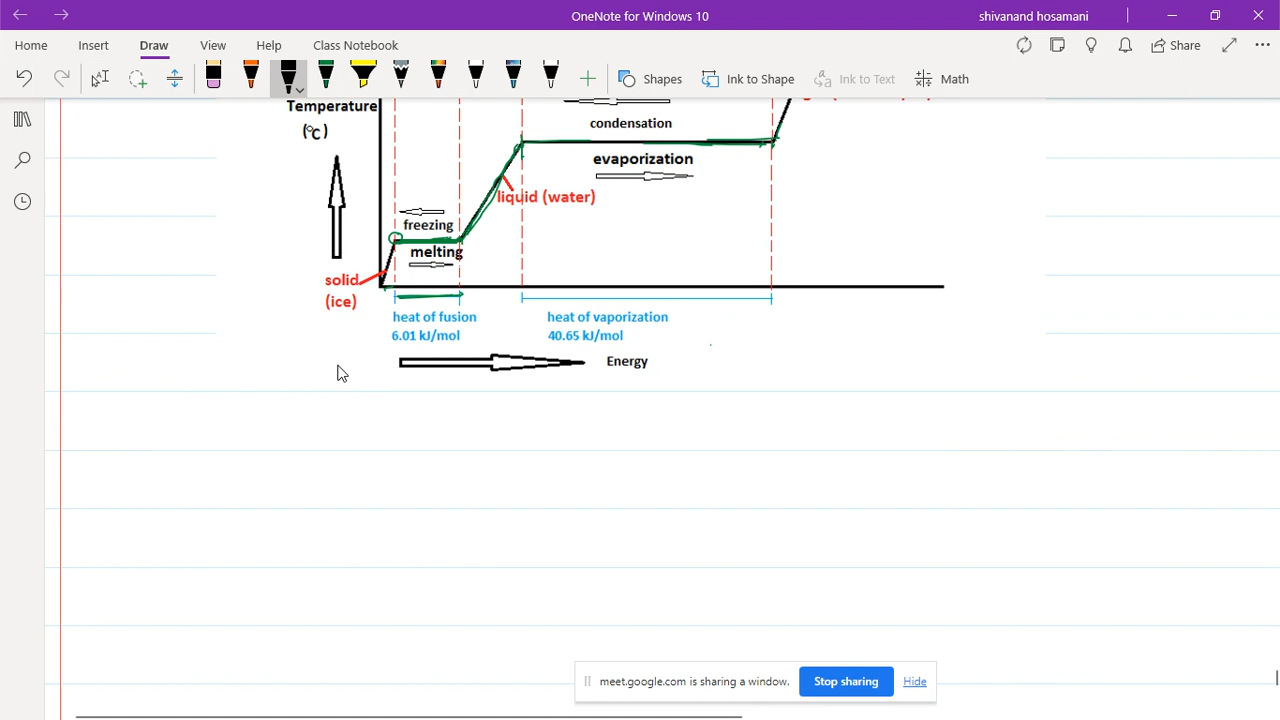 OneNote for Windows 10
shivanand hosamani
Home Insert Draw View Help Class Notebook
Share
Shapes Ink to Shape Ink to Text Math
Temperature
(°C)
condensation
evaporization
liquid (water)
freezing
melting
solid
(ice)
heat of fusion
6.01 kJ/mol
heat of vaporization
40.65 kJ/mol
Energy
meet.google.com is sharing a window. Stop sharing Hide